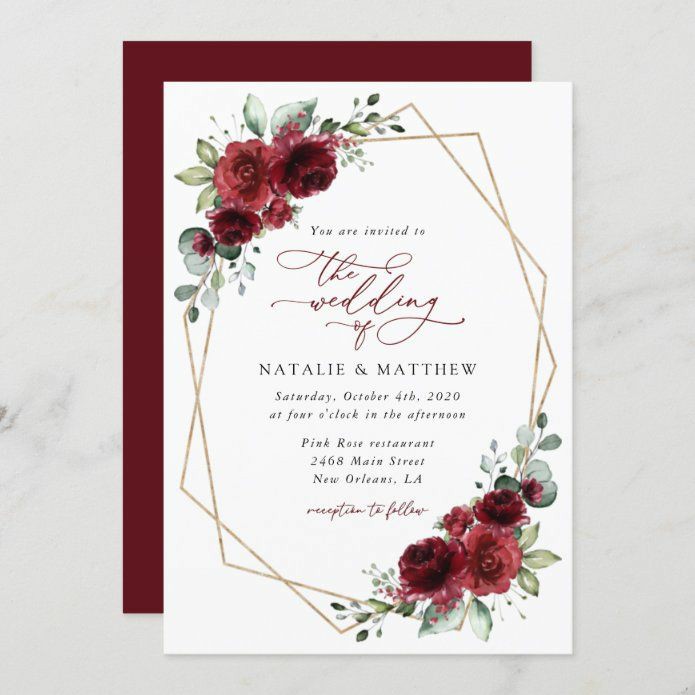 You are invited to
the
wedding
of
NATALIE & MATTHEW
Saturday, October 4th, 2020
at four o'clock in the afternoon
Pink Rose restaurant
2468 Main Street
New Orleans, LA
reception to follow